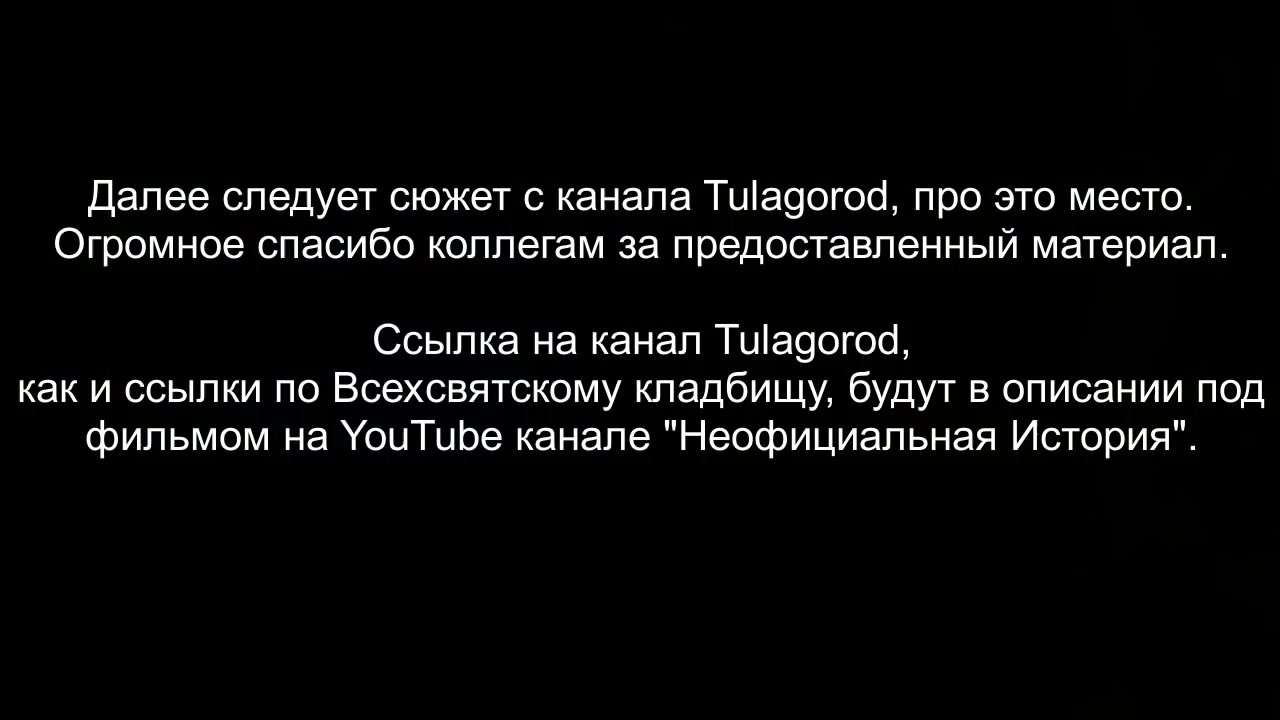 Далее следует сюжет с канала Tulagorod, про это место.
Огромное спасибо коллегам за предоставленный материал.
Ссылка на канал Tulagorod,
как и ссылки по Всехсвятскому кладбищу, будут в описании под
фильмом на YouTube канале "Неофициальная История".